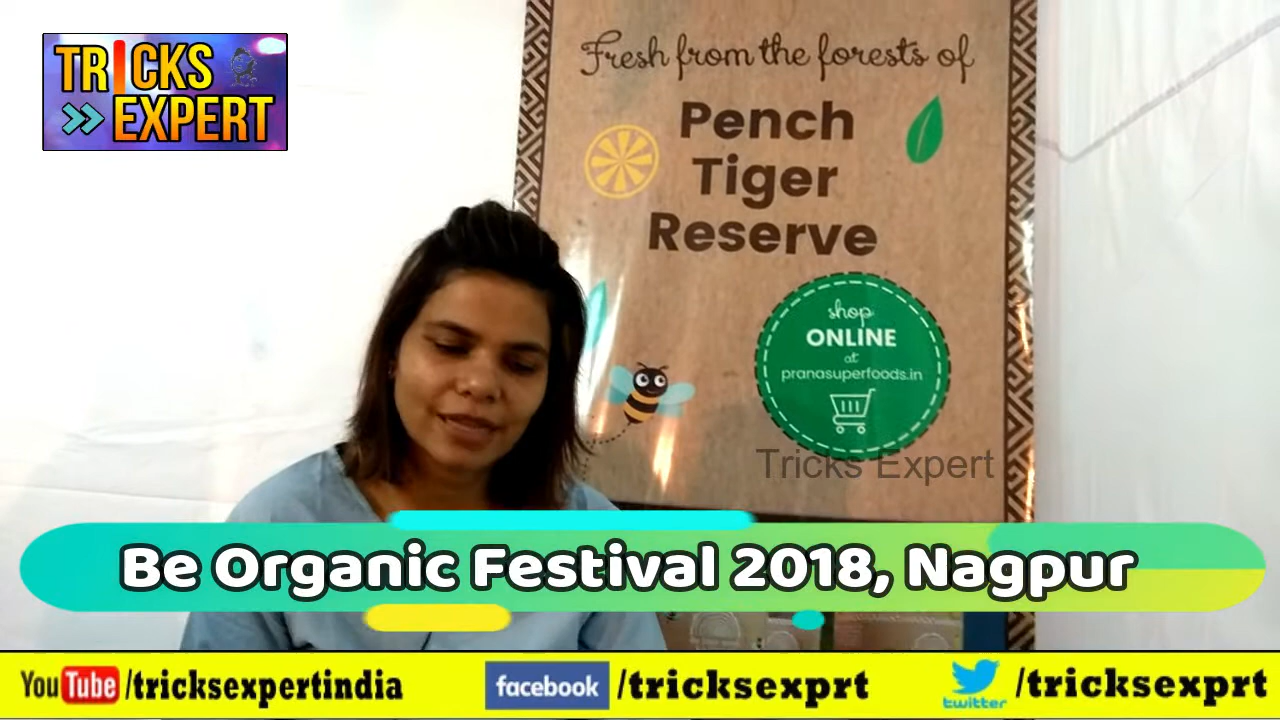 TRICKS
EXPERT
Fresh from the forests of
Pench
Tiger
Reserve
shop
ONLINE
at
pranasuperfoods.in
Tricks Expert
Be Organic Festival 2018, Nagpur
YouTube /tricksexpertindia
facebook /tricksexprt
twitter /tricksexprt